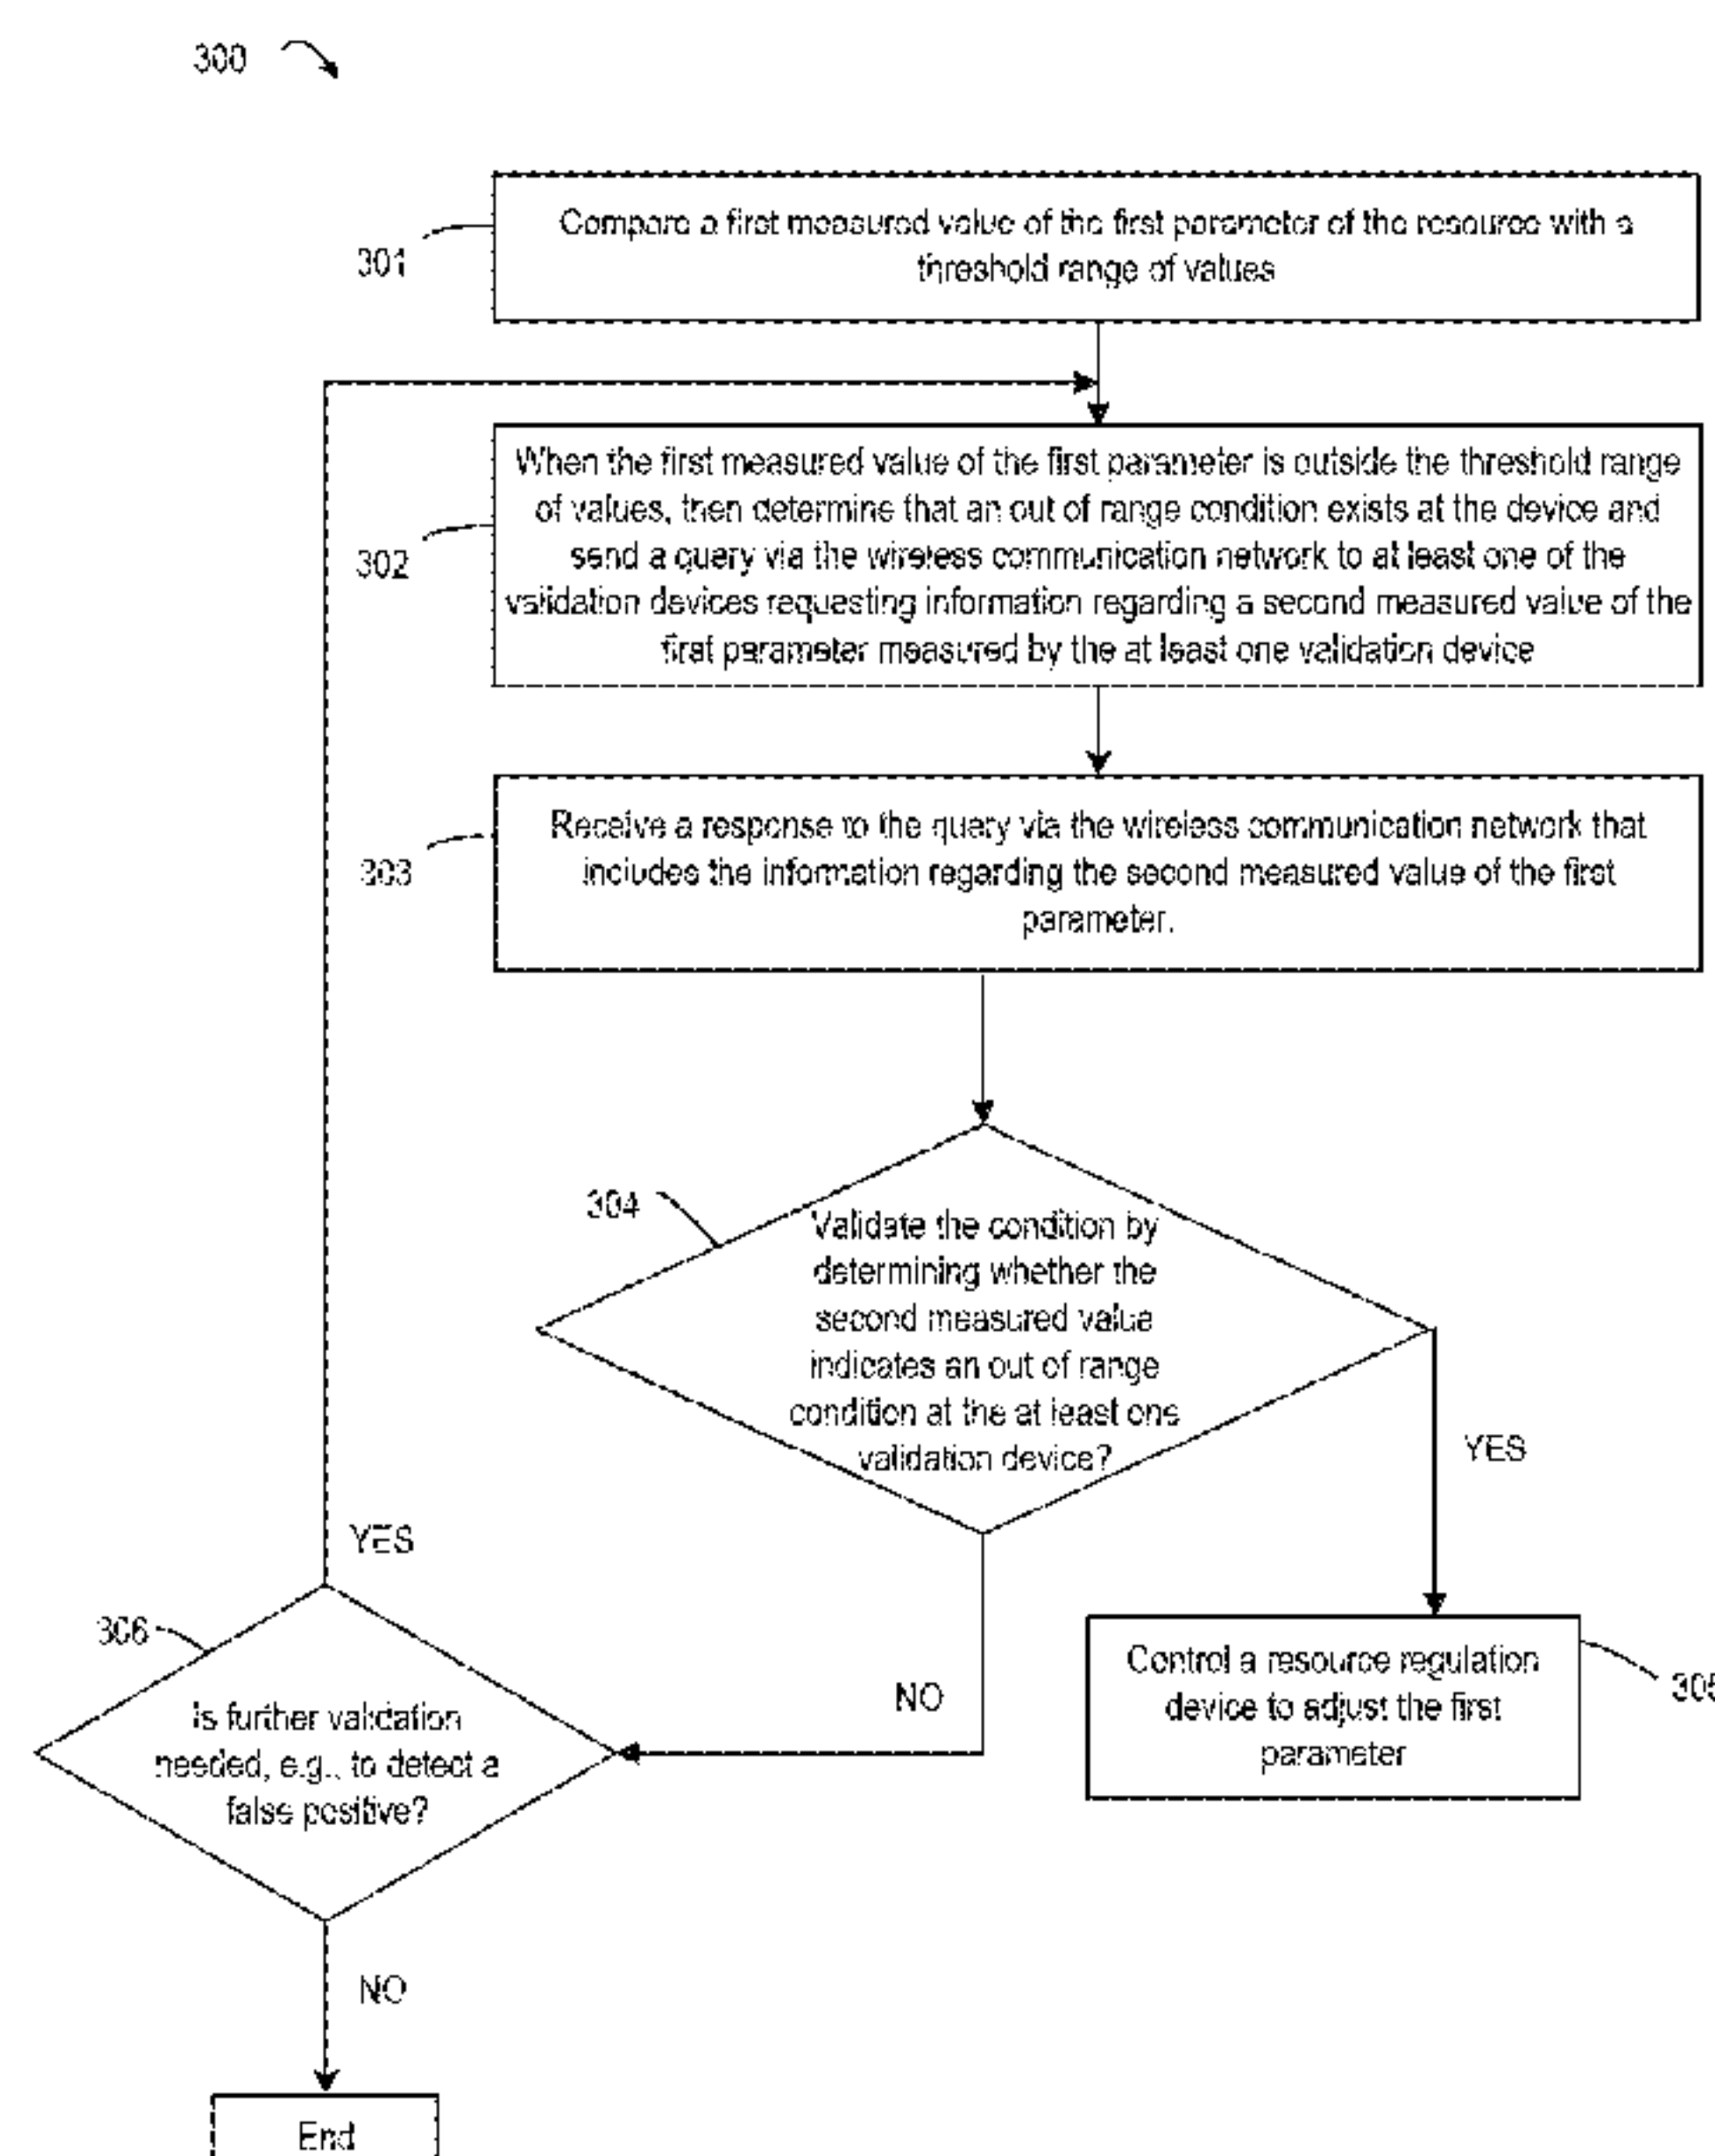 300
301
Compare a first measured value of the first parameter of the resource with a
threshold range of values
302
When the first measured value of the first parameter is outside the threshold range
of values, then determine that an out of range condition exists at the device and
send a query via the wireless communication network to at least one of the
validation devices requesting information regarding a second measured value of the
first parameter measured by the at least one validation device
303
Receive a response to the query via the wireless communication network that
includes the information regarding the second measured value of the first
parameter.
304
Validate the condition by
determining whether the
second measured value
indicates an out of range
condition at the at least one
validation device?
YES
NO
305
Control a resource regulation
device to adjust the first
parameter
306
Is further validation
needed, e.g., to detect a
false positive?
YES
NO
End